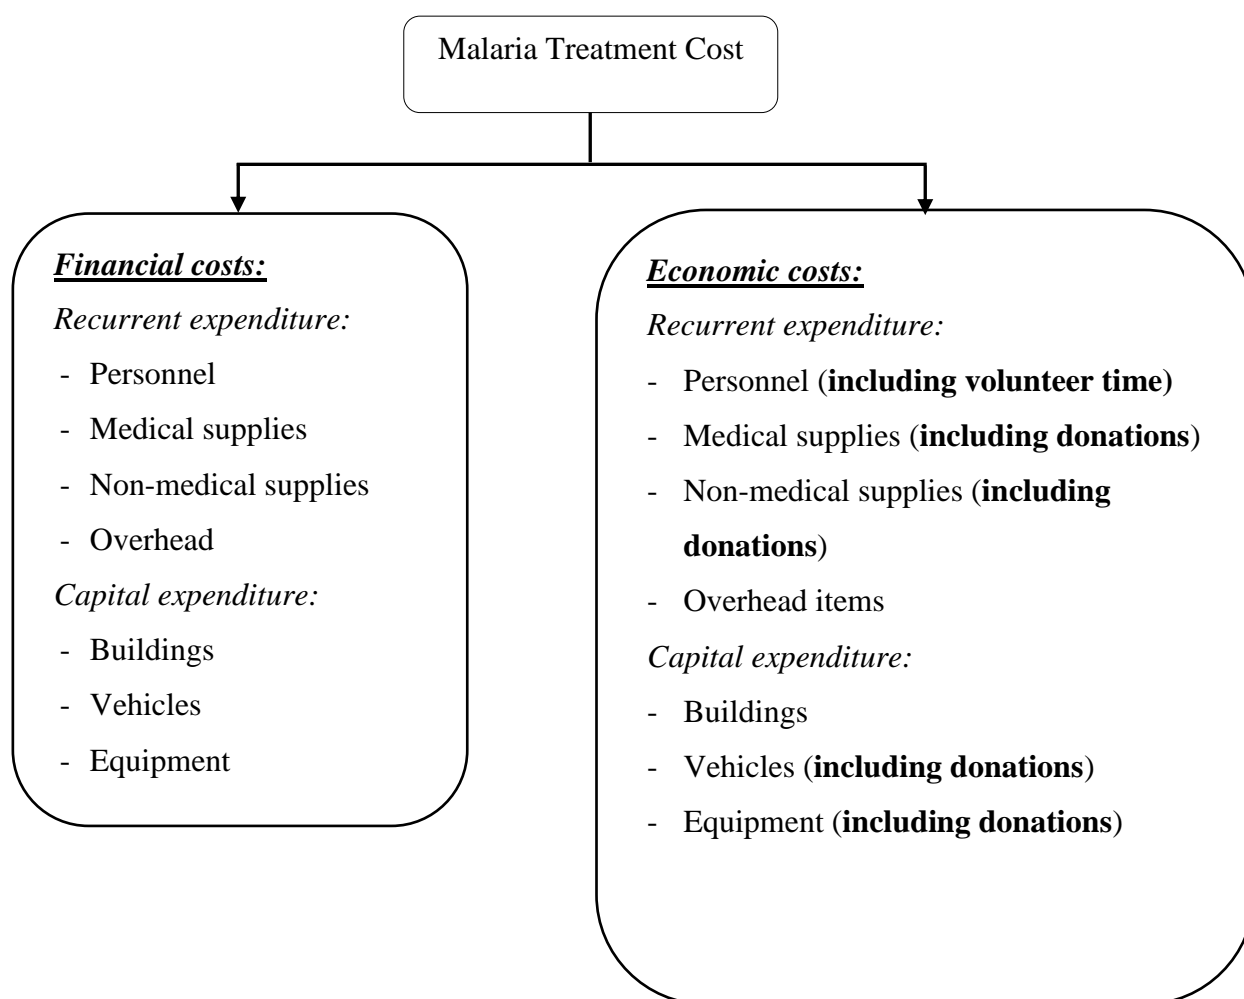 Malaria Treatment Cost
Financial costs:
Recurrent expenditure:
- Personnel
- Medical supplies
- Non-medical supplies
- Overhead
Capital expenditure:
- Buildings
- Vehicles
- Equipment
Economic costs:
Recurrent expenditure:
- Personnel (including volunteer time)
- Medical supplies (including donations)
- Non-medical supplies (including
donations)
- Overhead items
Capital expenditure:
- Buildings
- Vehicles (including donations)
- Equipment (including donations)